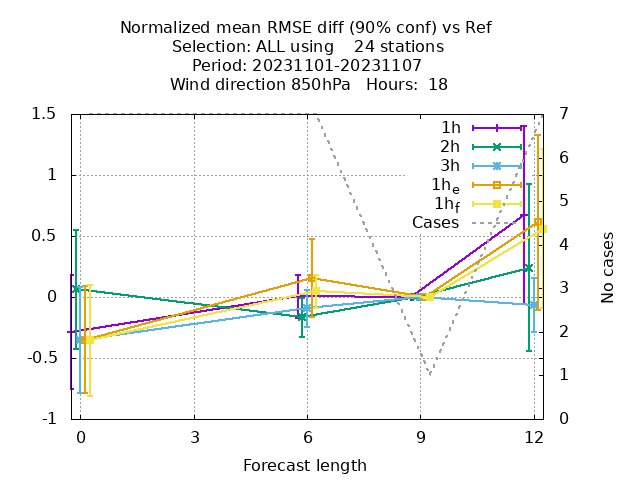 Normalized mean RMSE diff (90% conf) vs Ref
Selection: ALL using    24 stations
Period: 20231101-20231107
Wind direction 850hPa   Hours:  18
1.5
1
0.5
0
-0.5
-1
7
6
5
4
3
2
1
0
1h
2h
3h
1he
1hf
Cases
No cases
0 3 6 9 12
Forecast length